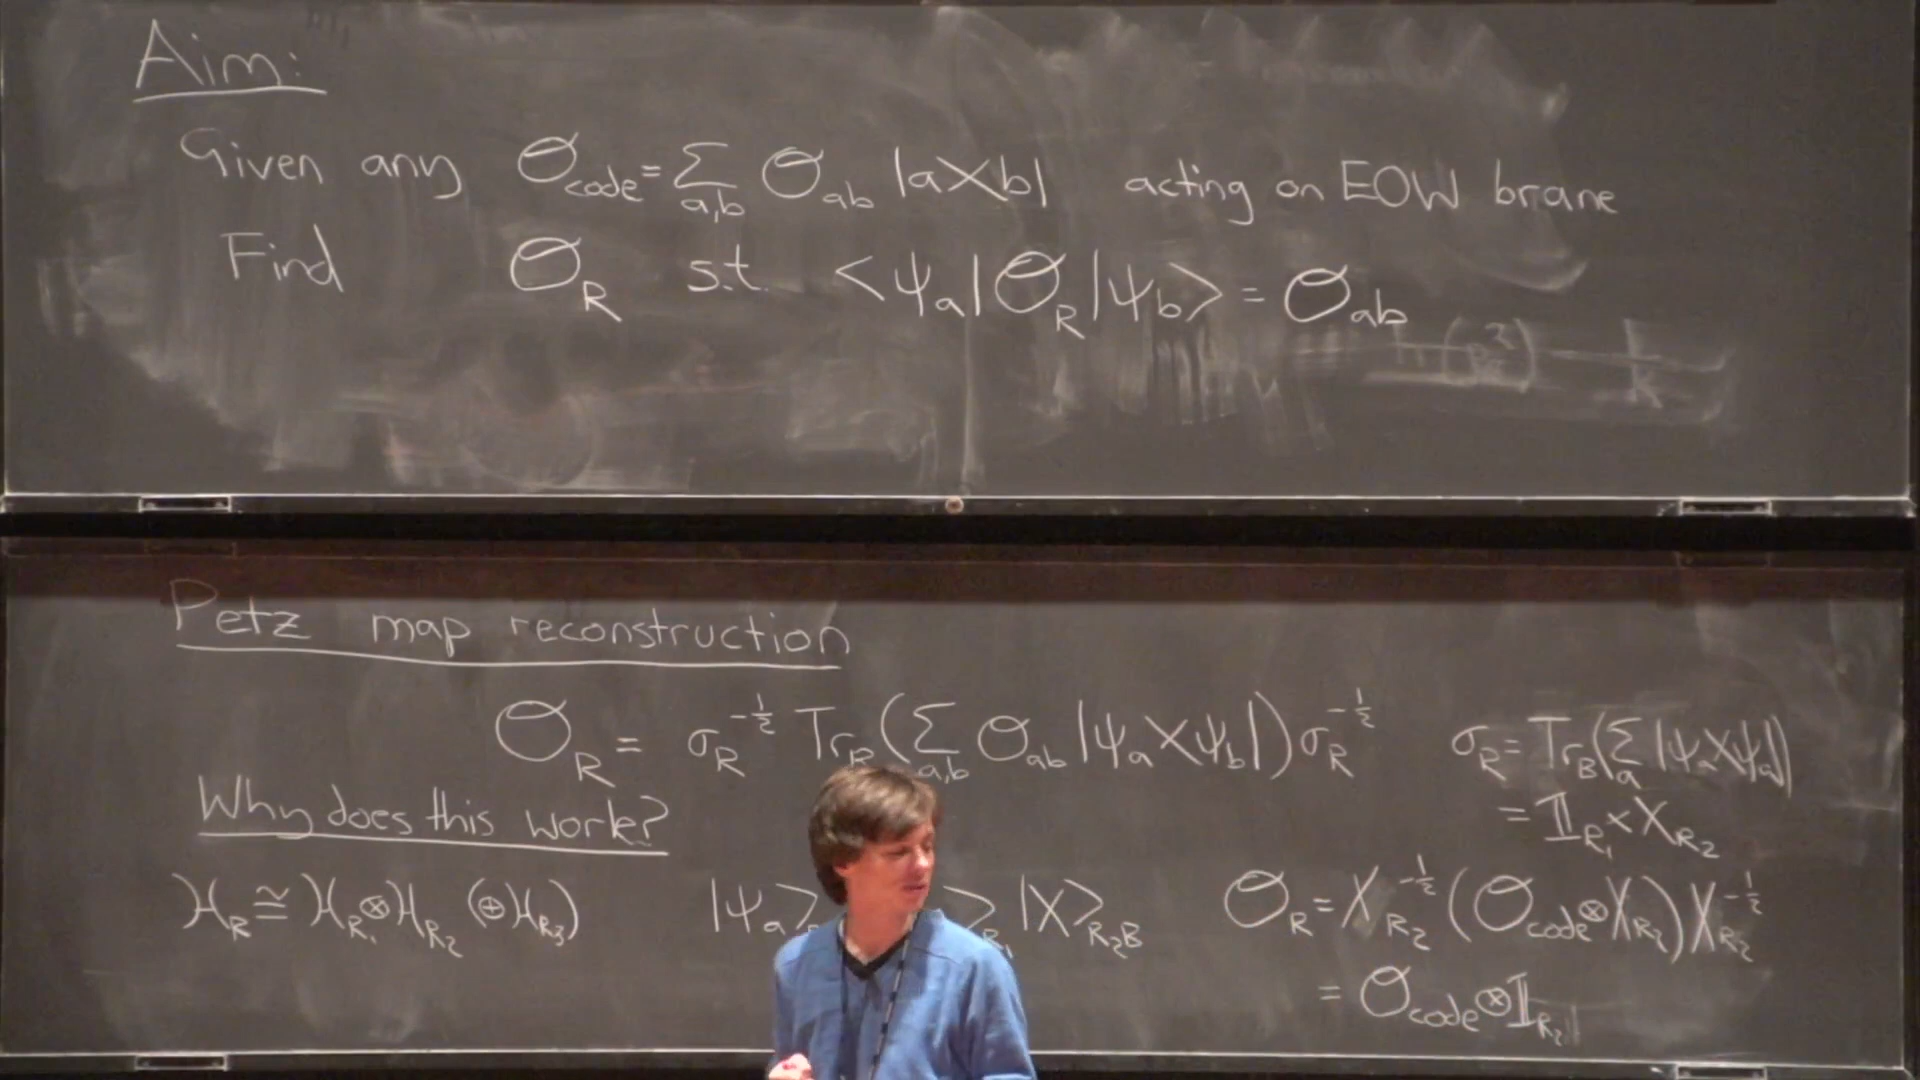 Aim:
Given any 𝒪_code = Σ_{a,b} 𝒪_ab |a⟩⟨b| acting on EOW brane
Find 𝒪_R s.t. <ψ_a|𝒪_R|ψ_b> = 𝒪_ab
Petz map reconstruction
𝒪_R = σ_R^{-1/2} Tr_B(Σ_{a,b} 𝒪_ab |ψ_a⟩⟨ψ_b|) σ_R^{-1/2} σ_R = Tr_B(Σ_a |ψ_a⟩⟨ψ_a|)
= 𝟙_{R_1} × X_{R_2}
Why does this work?
H_R ≅ H_{R_1} ⊗ H_{R_2} (⊕ H_{R_3}) |ψ_a> > |X>_{R_2B} 𝒪_R = X_{R_2}^{-1/2} (𝒪_code ⊗ X_{R_2}) X_{R_2}^{-1/2}
= 𝒪_code ⊗ 𝟙_{R_2}